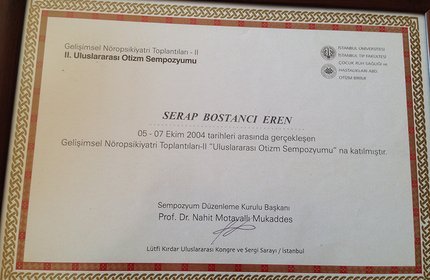 Gelişimsel Nöropsikiyatri Toplantıları - II
II. Uluslararası Otizm Sempozyumu
İSTANBUL ÜNİVERSİTESİ
İSTANBUL TIP FAKÜLTESİ
ÇOCUK RUH SAĞLIĞI ve
HASTALIKLARI ABD.
OTİZM BİRİMİ
SERAP BOSTANCI EREN
05 - 07 Ekim 2004 tarihleri arasında gerçekleşen
Gelişimsel Nöropsikiyatri Toplantıları-II "Uluslararası Otizm Sempozyumu" na katılmıştır.
Sempozyum Düzenleme Kurulu Başkanı
Prof. Dr. Nahit Motavallı Mukaddes
Lütfi Kırdar Uluslararası Kongre ve Sergi Sarayı / İstanbul